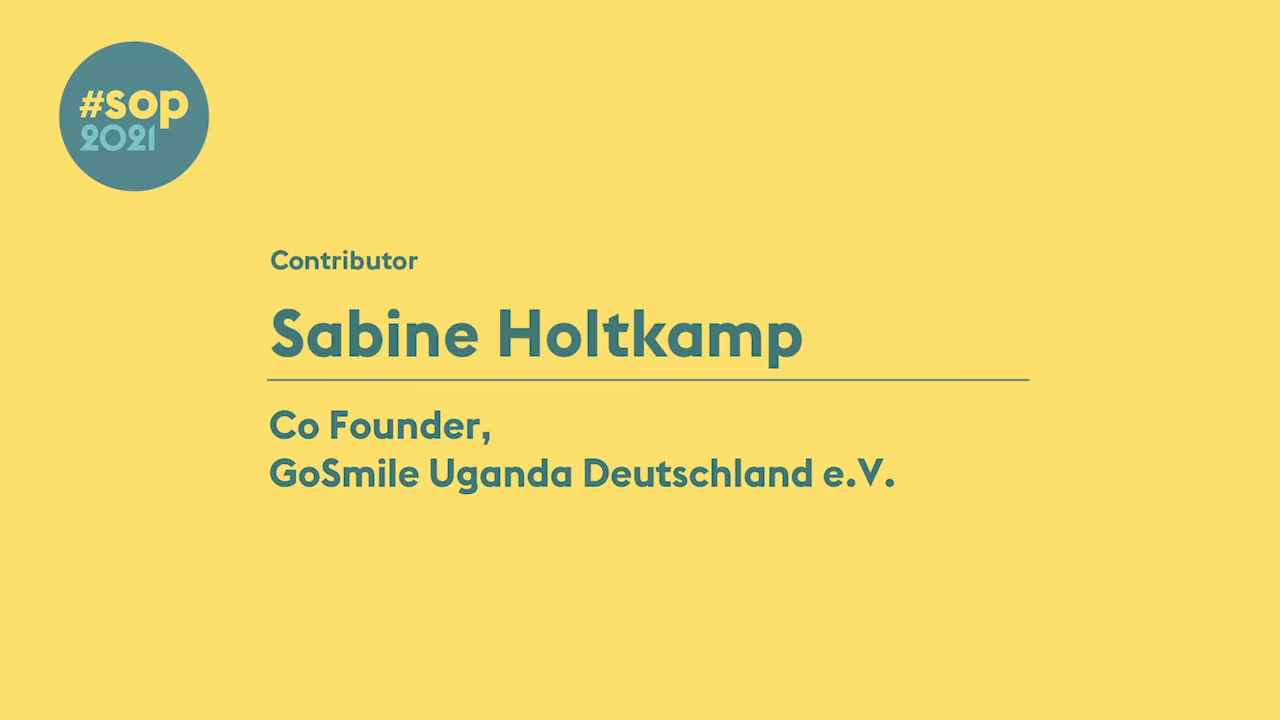 #sop
2021
Contributor
Sabine Holtkamp
Co Founder,
GoSmile Uganda Deutschland e.V.